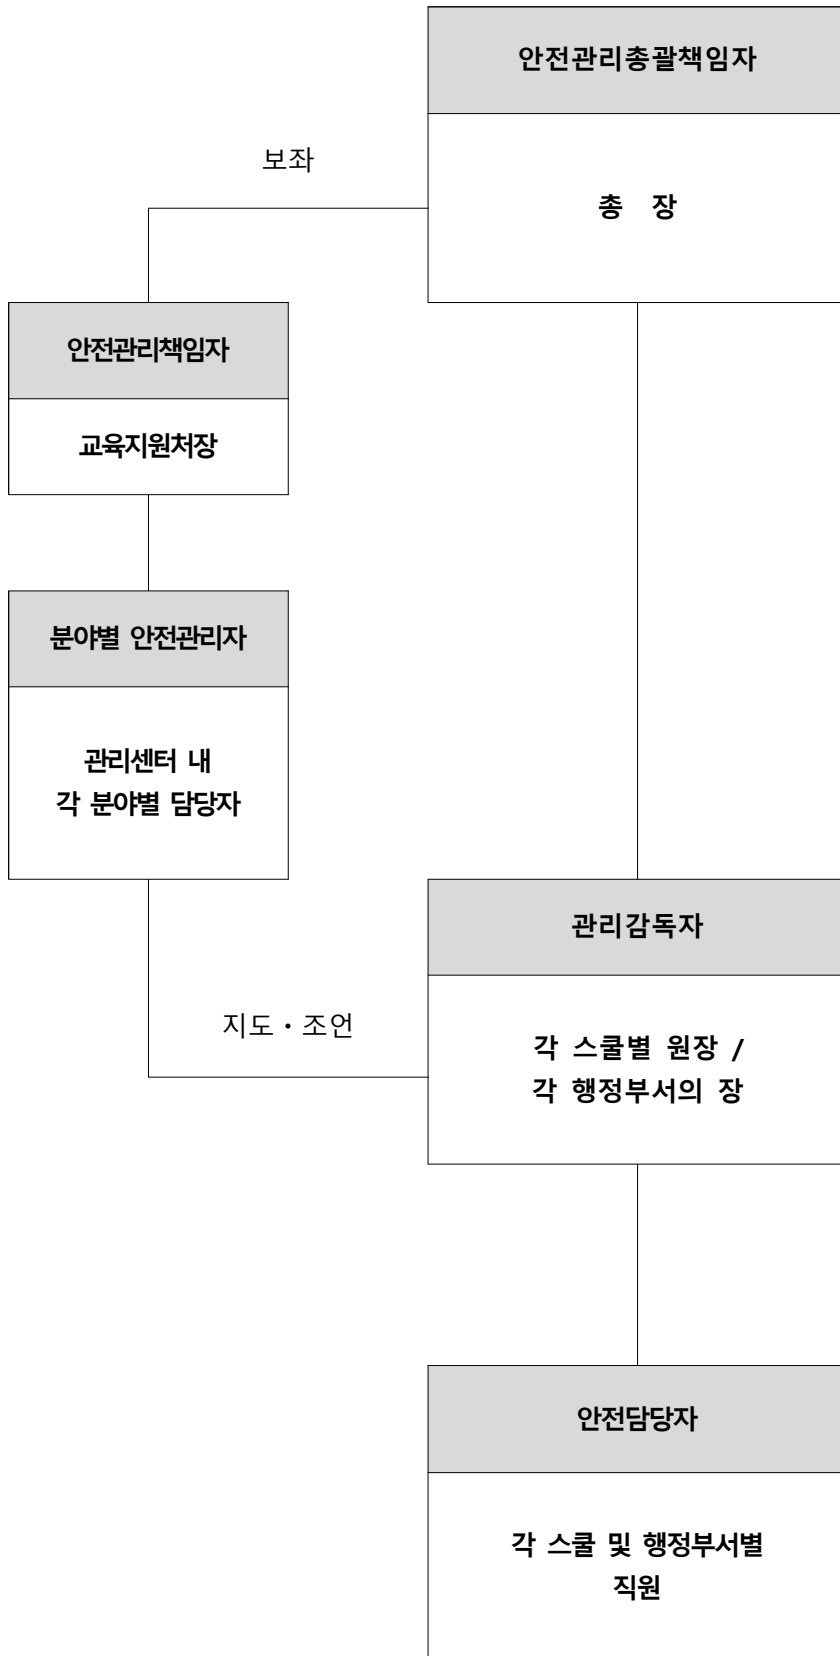 안전관리총괄책임자
보좌
총 장
안전관리책임자
교육지원처장
분야별 안전관리자
관리센터 내
각 분야별 담당자
관리감독자
지도・조언
각 스쿨별 원장 /
각 행정부서의 장
안전담당자
각 스쿨 및 행정부서별
직원